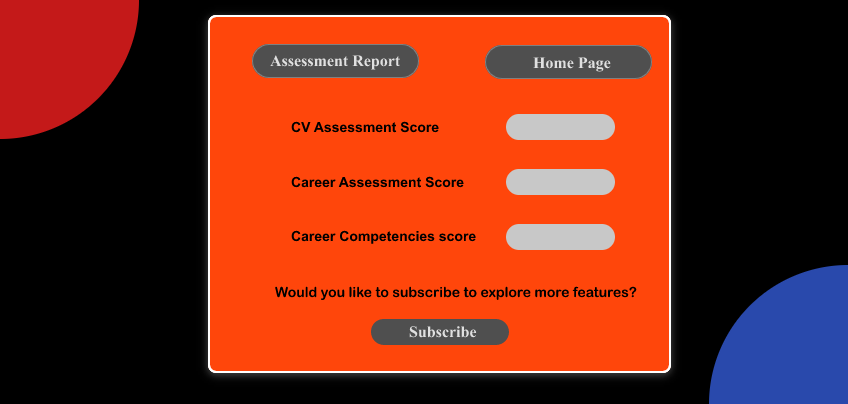 Assessment Report
Home Page
CV Assessment Score
Career Assessment Score
Career Competencies score
Would you like to subscribe to explore more features?
Subscribe